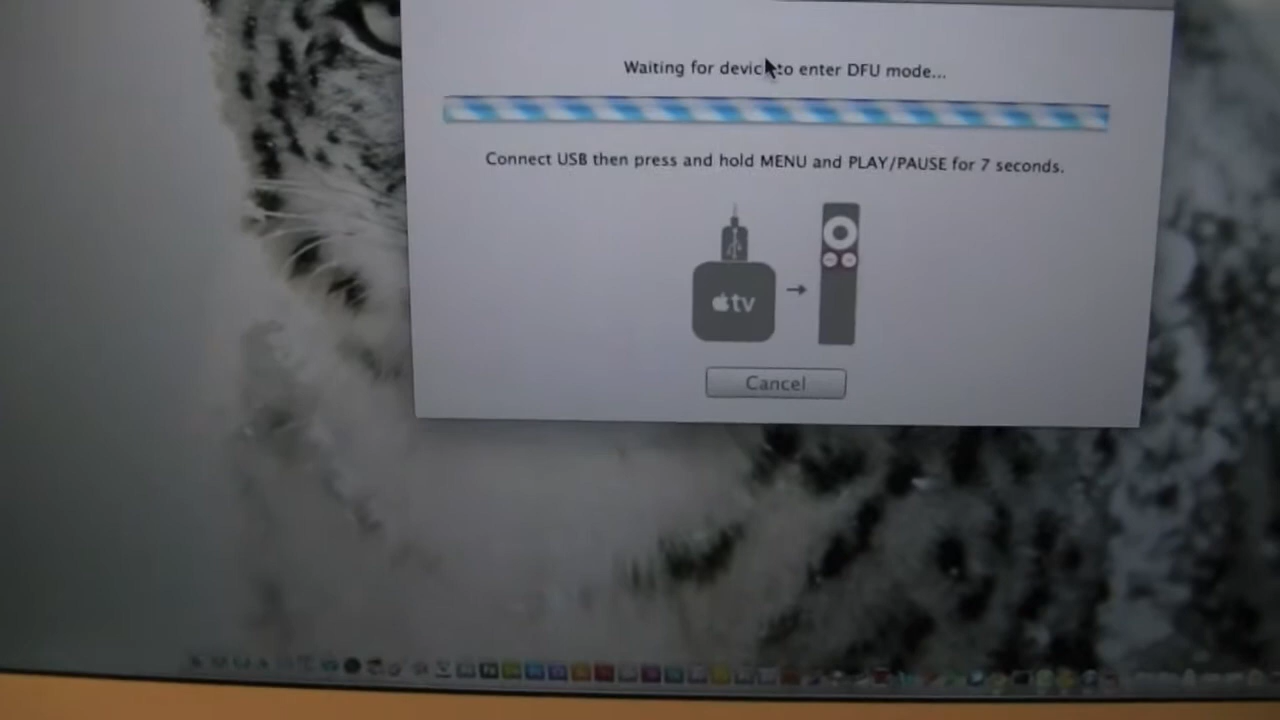 Waiting for device to enter DFU mode...
Connect USB then press and hold MENU and PLAY/PAUSE for 7 seconds.
tv
Cancel